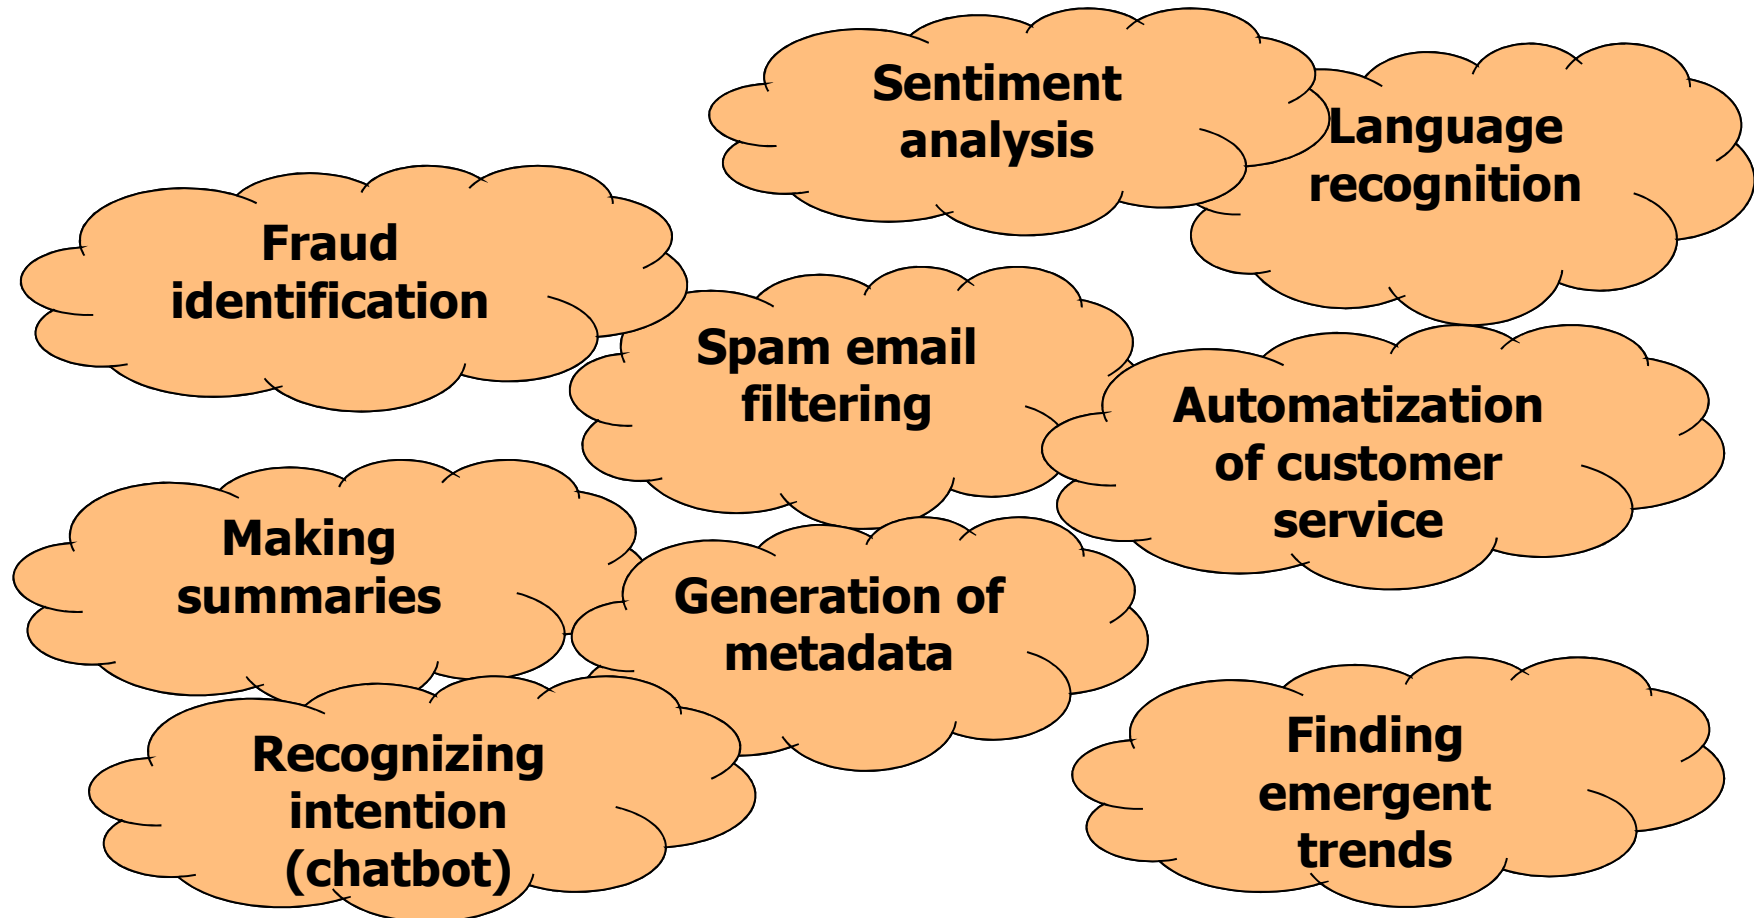 Sentiment
analysis
Language
recognition
Fraud
identification
Spam email
filtering
Automatization
of customer
service
Making
summaries
Generation of
metadata
Recognizing
intention
(chatbot)
Finding
emergent
trends